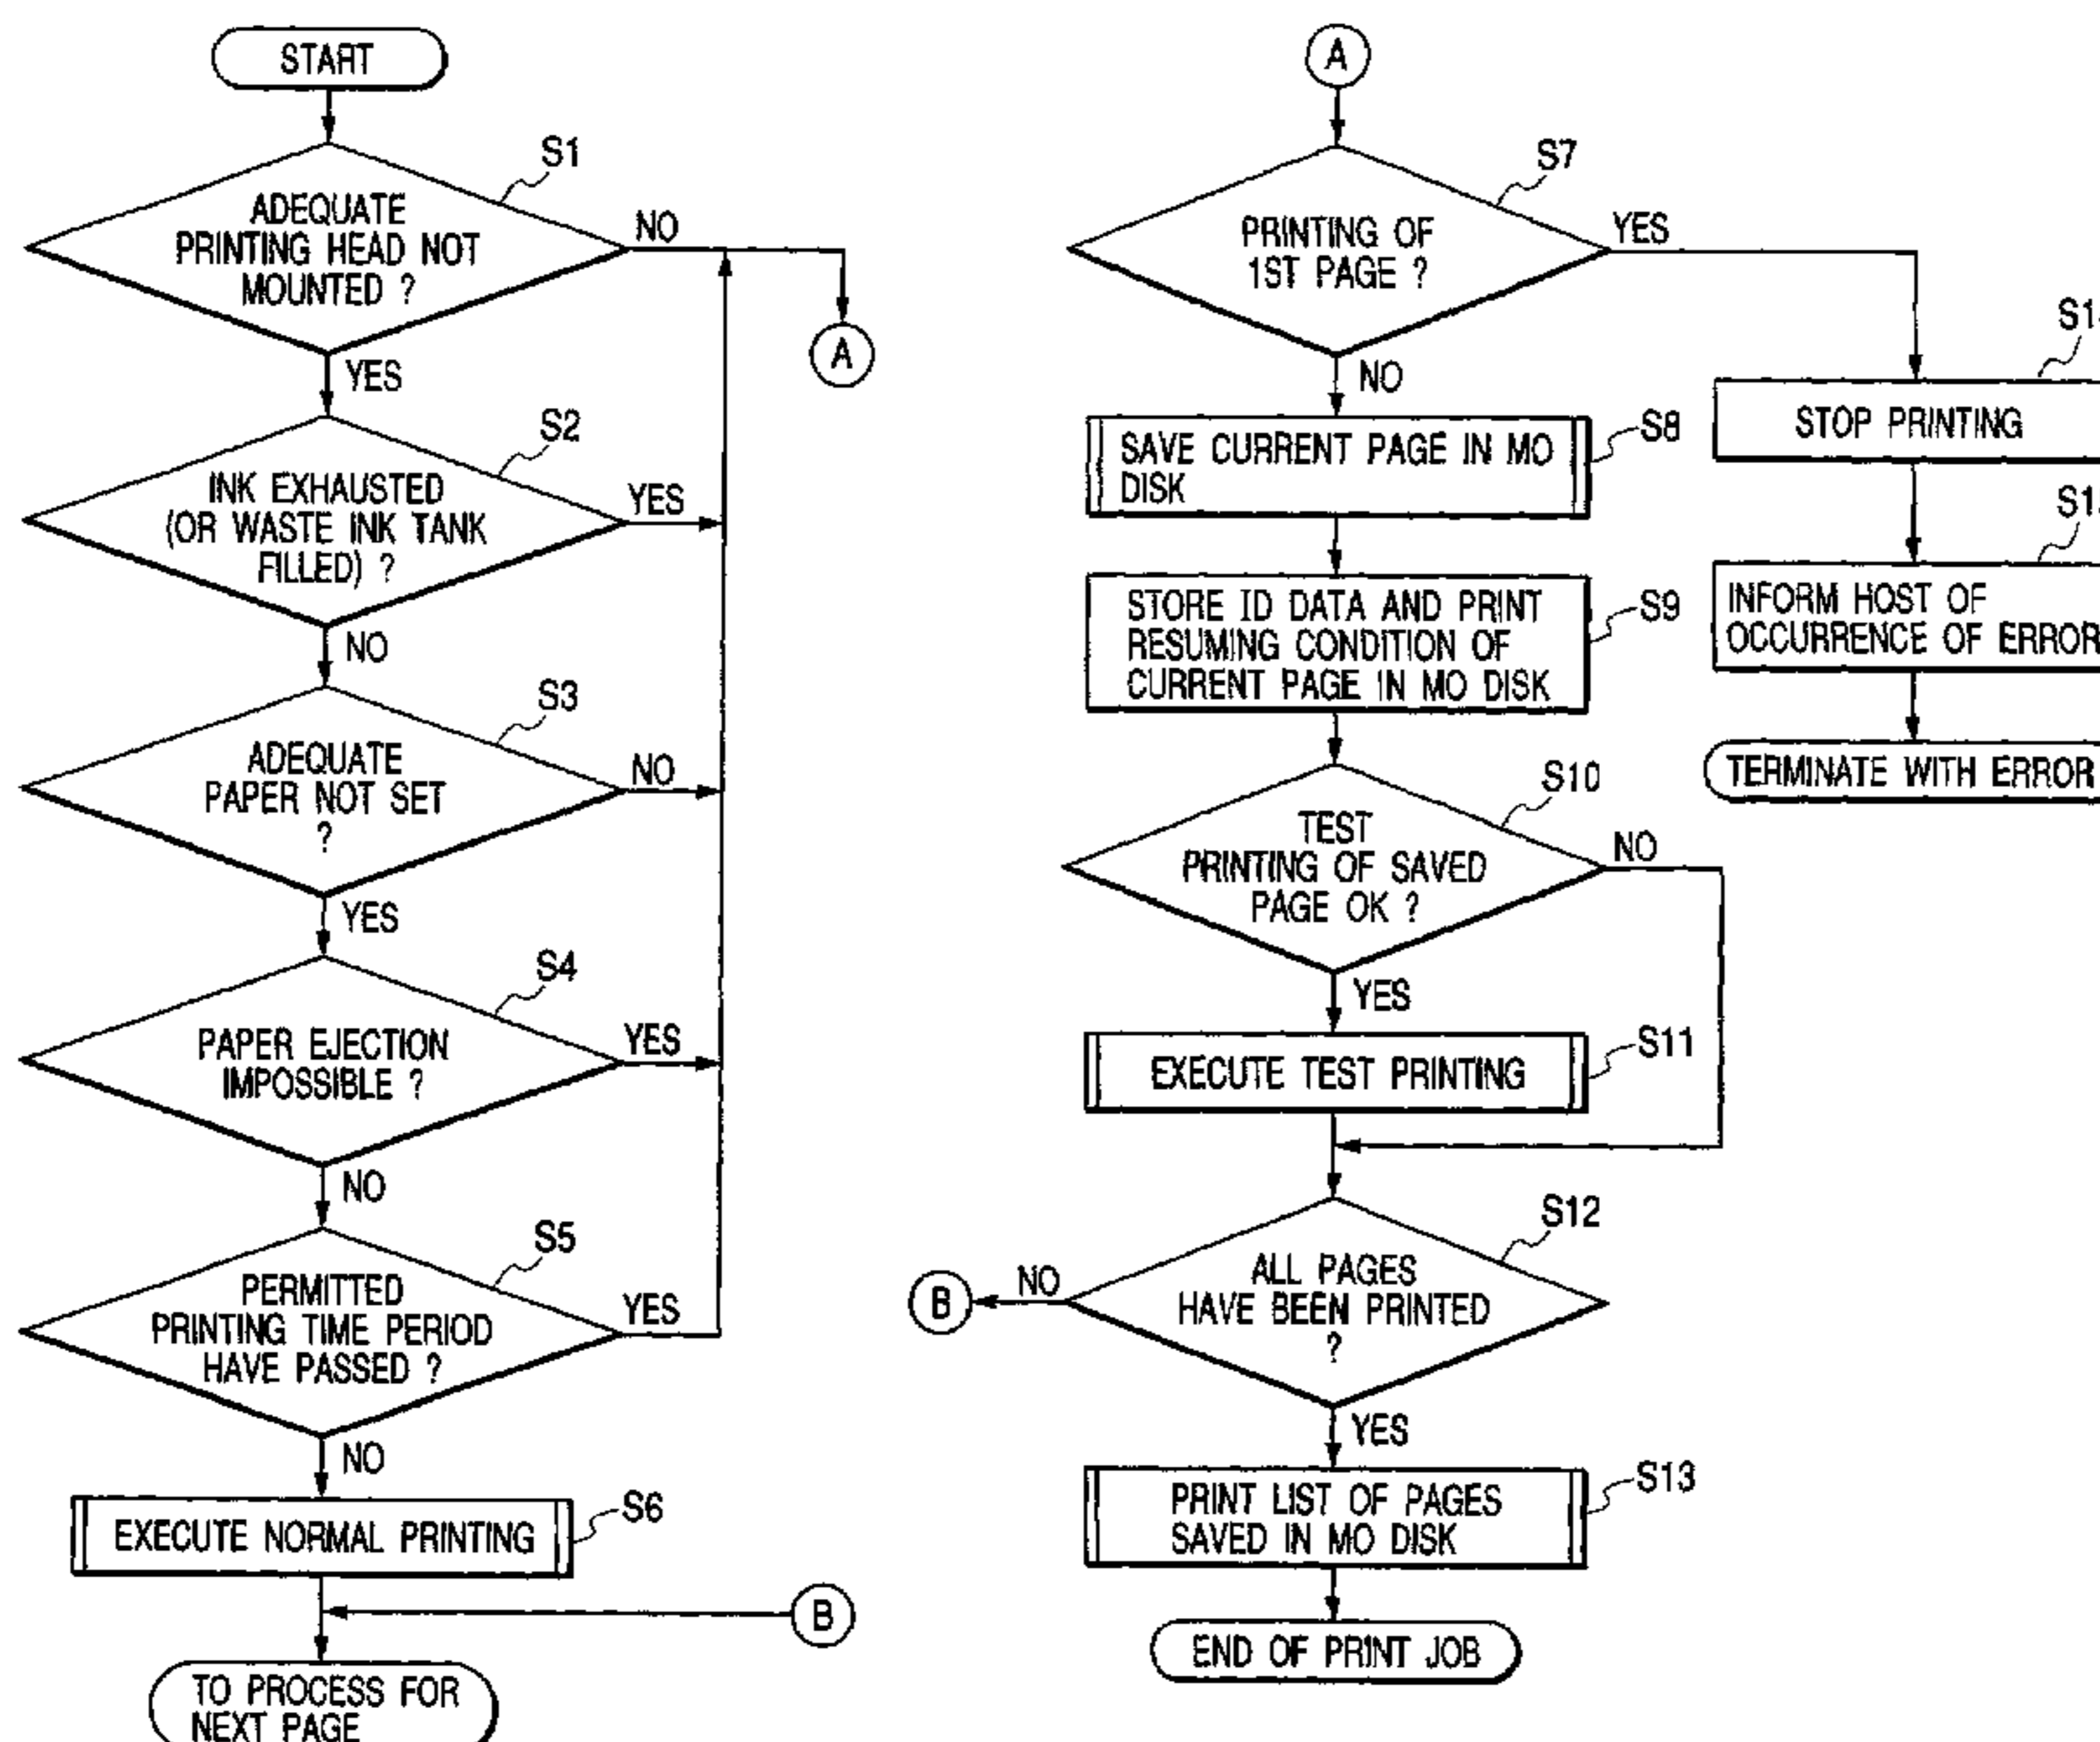 START
S1
ADEQUATE
PRINTING HEAD NOT
MOUNTED ?
NO
A
YES
S2
INK EXHAUSTED
(OR WASTE INK TANK
FILLED) ?
YES
NO
S3
ADEQUATE
PAPER NOT SET
?
NO
YES
S4
PAPER EJECTION
IMPOSSIBLE ?
YES
NO
S5
PERMITTED
PRINTING TIME PERIOD
HAVE PASSED ?
YES
NO
EXECUTE NORMAL PRINTING
S6
B
TO PROCESS FOR
NEXT PAGE
A
S7
PRINTING OF
1ST PAGE ?
YES
NO
SAVE CURRENT PAGE IN MO
DISK
S8
STORE ID DATA AND PRINT
RESUMING CONDITION OF
CURRENT PAGE IN MO DISK
S9
S10
TEST
PRINTING OF SAVED
PAGE OK ?
NO
YES
EXECUTE TEST PRINTING
S11
S12
ALL PAGES
HAVE BEEN PRINTED
?
NO
B
YES
PRINT LIST OF PAGES
SAVED IN MO DISK
S13
END OF PRINT JOB
STOP PRINTING
INFORM HOST OF
OCCURRENCE OF ERROR
TERMINATE WITH ERROR